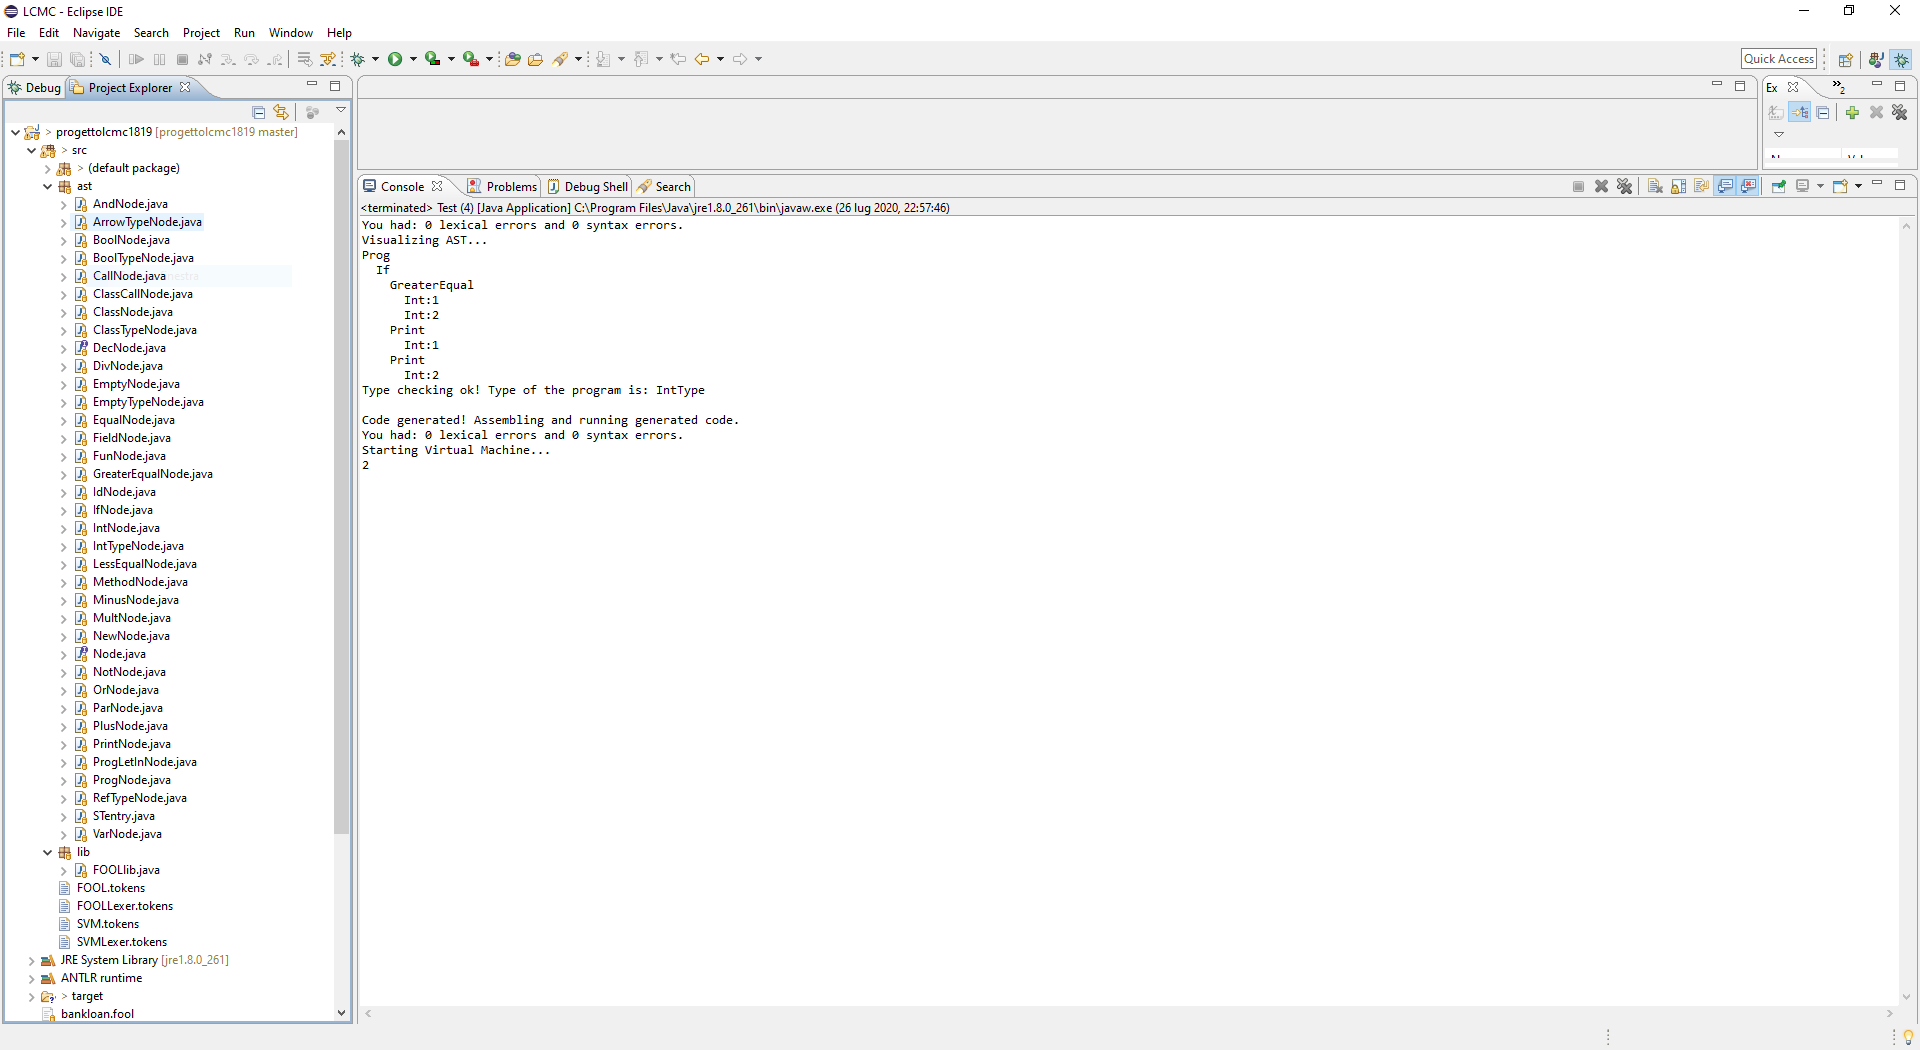 LCMC - Eclipse IDE
File Edit Navigate Search Project Run Window Help
Quick Access
Debug Project Explorer
Ex
2
> progettolcmc1819 [progettolcmc1819 master]
> src
> (default package)
ast
AndNode.java
ArrowTypeNode.java
BoolNode.java
BoolTypeNode.java
CallNode.java
ClassCallNode.java
ClassNode.java
ClassTypeNode.java
DecNode.java
DivNode.java
EmptyNode.java
EmptyTypeNode.java
EqualNode.java
FieldNode.java
FunNode.java
GreaterEqualNode.java
IdNode.java
IfNode.java
IntNode.java
IntTypeNode.java
LessEqualNode.java
MethodNode.java
MinusNode.java
MultNode.java
NewNode.java
Node.java
NotNode.java
OrNode.java
ParNode.java
PlusNode.java
PrintNode.java
ProgLetInNode.java
ProgNode.java
RefTypeNode.java
STentry.java
VarNode.java
lib
FOOLlib.java
FOOL.tokens
FOOLLexer.tokens
SVM.tokens
SVMLexer.tokens
JRE System Library [jre1.8.0_261]
ANTLR runtime
> target
bankloan.fool
Console Problems Debug Shell Search
<terminated> Test (4) [Java Application] C:\Program Files\Java\jre1.8.0_261\bin\javaw.exe (26 lug 2020, 22:57:46)
You had: 0 lexical errors and 0 syntax errors.
Visualizing AST...
Prog
If
GreaterEqual
Int:1
Int:2
Print
Int:1
Print
Int:2
Type checking ok! Type of the program is: IntType
Code generated! Assembling and running generated code.
You had: 0 lexical errors and 0 syntax errors.
Starting Virtual Machine...
2